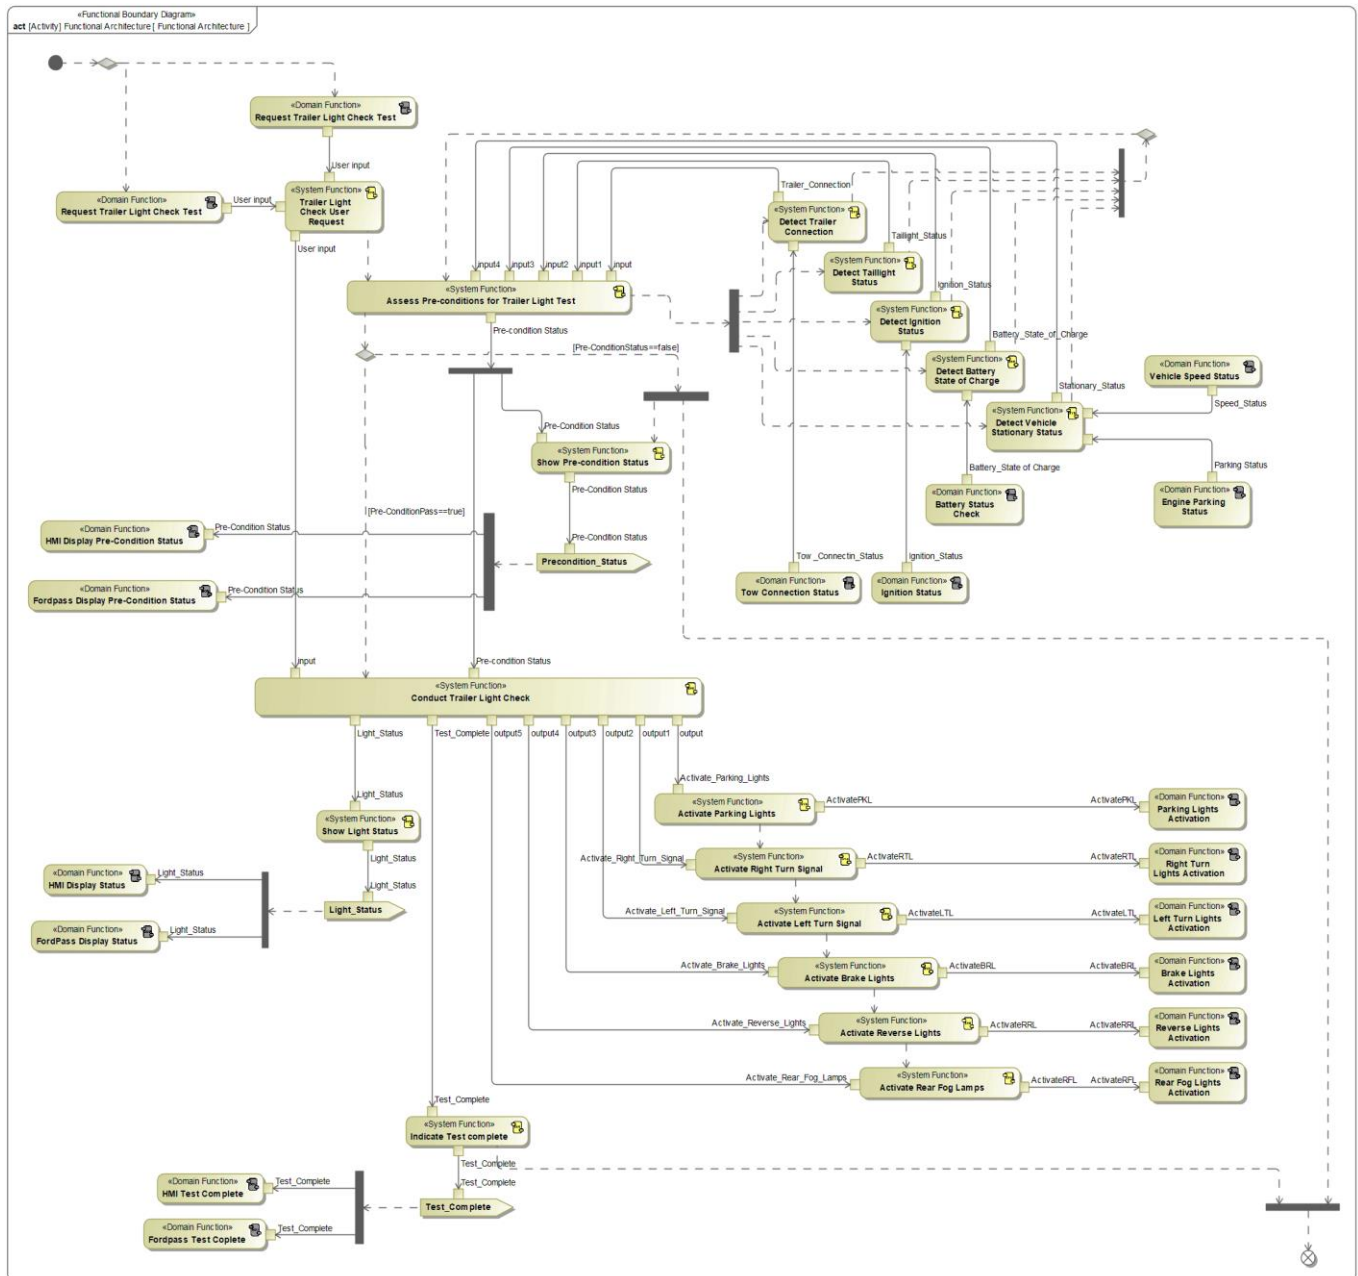 «Functional Boundary Diagram»
act [Activity] Functional Architecture [ Functional Architecture ]
«Domain Function»
Request Trailer Light Check Test
User input
«Domain Function»
Request Trailer Light Check Test
User input
«System Function»
Trailer Light
Check User
Request
User input
input4
input3
input2
input1
input
«System Function»
Assess Pre-conditions for Trailer Light Test
Pre-condition Status
[Pre-ConditionStatus==false]
Trailer_Connection
«System Function»
Detect Trailer
Connection
Taillight_Status
«System Function»
Detect Taillight
Status
Ignition_Status
«System Function»
Detect Ignition
Status
Battery_State_of_Charge
«System Function»
Detect Battery
State of Charge
Stationary_Status
«System Function»
Detect Vehicle
Stationary Status
«Domain Function»
Vehicle Speed Status
Speed_Status
Parking Status
«Domain Function»
Engine Parking
Status
Battery_State of Charge
«Domain Function»
Battery Status
Check
Tow_Connectin_Status
«Domain Function»
Tow Connection Status
Ignition_Status
«Domain Function»
Ignition Status
Pre-Condition Status
«System Function»
Show Pre-condition Status
Pre-Condition Status
[Pre-ConditionPass==true]
Pre-Condition Status
Precondition_Status
«Domain Function»
HMI Display Pre-Condition Status
Pre-Condition Status
«Domain Function»
Fordpass Display Pre-Condition Status
Pre-Condition Status
input
Pre-condition Status
«System Function»
Conduct Trailer Light Check
Light_Status
Test_Complete
output5
output4
output3
output2
output1
output
Activate_Parking_Lights
«System Function»
Activate Parking Lights
ActivatePKL
ActivatePKL
«Domain Function»
Parking Lights
Activation
Light_Status
«System Function»
Show Light Status
Light_Status
Activate_Right_Turn_Signal
«System Function»
Activate Right Turn Signal
ActivateRTL
ActivateRTL
«Domain Function»
Right Turn
Lights Activation
Light_Status
Light_Status
«Domain Function»
HMI Display Status
Light_Status
«Domain Function»
FordPass Display Status
Light_Status
Activate_Left_Turn_Signal
«System Function»
Activate Left Turn Signal
ActivateLTL
ActivateLTL
«Domain Function»
Left Turn Lights
Activation
Activate_Brake_Lights
«System Function»
Activate Brake Lights
ActivateBRL
ActivateBRL
«Domain Function»
Brake Lights
Activation
Activate_Reverse_Lights
«System Function»
Activate Reverse Lights
ActivateRRL
ActivateRRL
«Domain Function»
Reverse Lights
Activation
Activate_Rear_Fog_Lamps
«System Function»
Activate Rear Fog Lamps
ActivateRFL
ActivateRFL
«Domain Function»
Rear Fog Lights
Activation
Test_Complete
«System Function»
Indicate Test complete
Test_Complete
Test_Complete
Test_Complete
«Domain Function»
HMI Test Complete
Test_Complete
«Domain Function»
Fordpass Test Coplete
Test_Complete